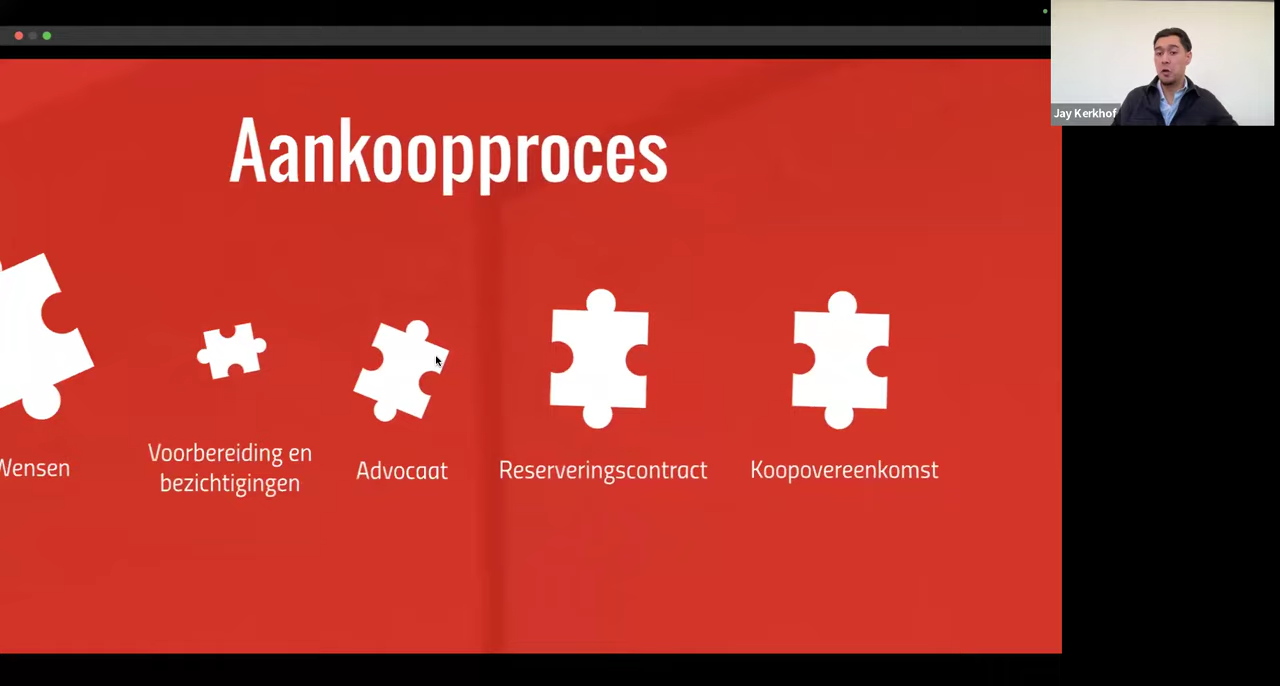 Jay Kerkhof
Aankoopproces
Wensen
Voorbereiding en
bezichtigingen
Advocaat
Reserveringscontract
Koopovereenkomst